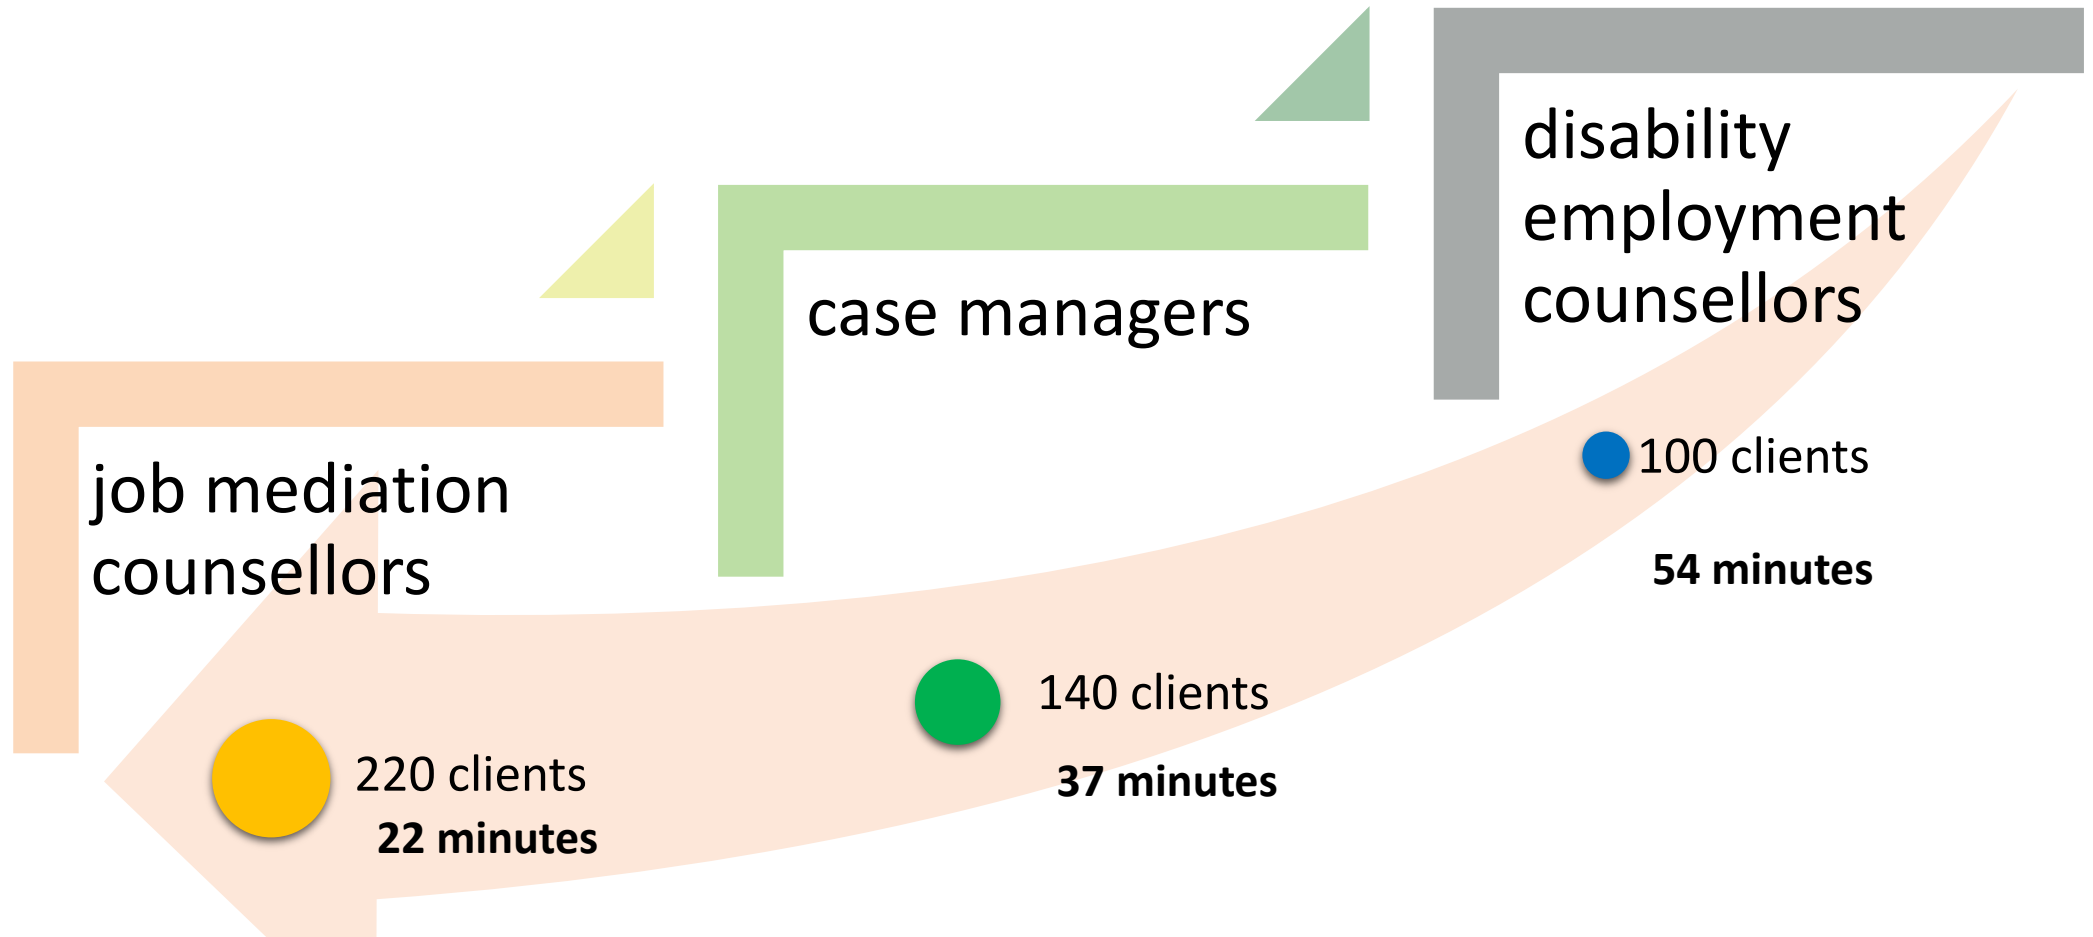 disability
employment
counsellors
case managers
job mediation
counsellors
100 clients
54 minutes
140 clients
37 minutes
220 clients
22 minutes